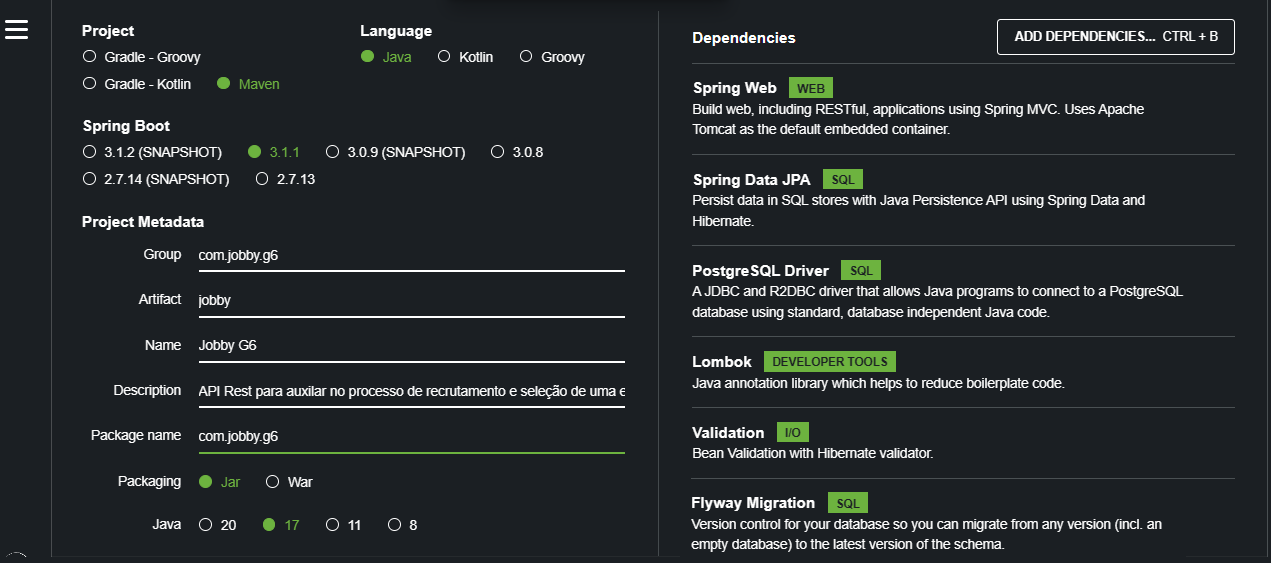 Project
Gradle - Groovy
Gradle - Kotlin Maven
Language
Java Kotlin Groovy
Spring Boot
3.1.2 (SNAPSHOT) 3.1.1 3.0.9 (SNAPSHOT) 3.0.8
2.7.14 (SNAPSHOT) 2.7.13
Project Metadata
Group com.jobby.g6
Artifact jobby
Name Jobby G6
Description API Rest para auxilar no processo de recrutamento e seleção de uma e
Package name com.jobby.g6
Packaging Jar War
Java 20 17 11 8
Dependencies ADD DEPENDENCIES... CTRL + B
Spring Web WEB
Build web, including RESTful, applications using Spring MVC. Uses Apache
Tomcat as the default embedded container.
Spring Data JPA SQL
Persist data in SQL stores with Java Persistence API using Spring Data and
Hibernate.
PostgreSQL Driver SQL
A JDBC and R2DBC driver that allows Java programs to connect to a PostgreSQL
database using standard, database independent Java code.
Lombok DEVELOPER TOOLS
Java annotation library which helps to reduce boilerplate code.
Validation I/O
Bean Validation with Hibernate validator.
Flyway Migration SQL
Version control for your database so you can migrate from any version (incl. an
empty database) to the latest version of the schema.